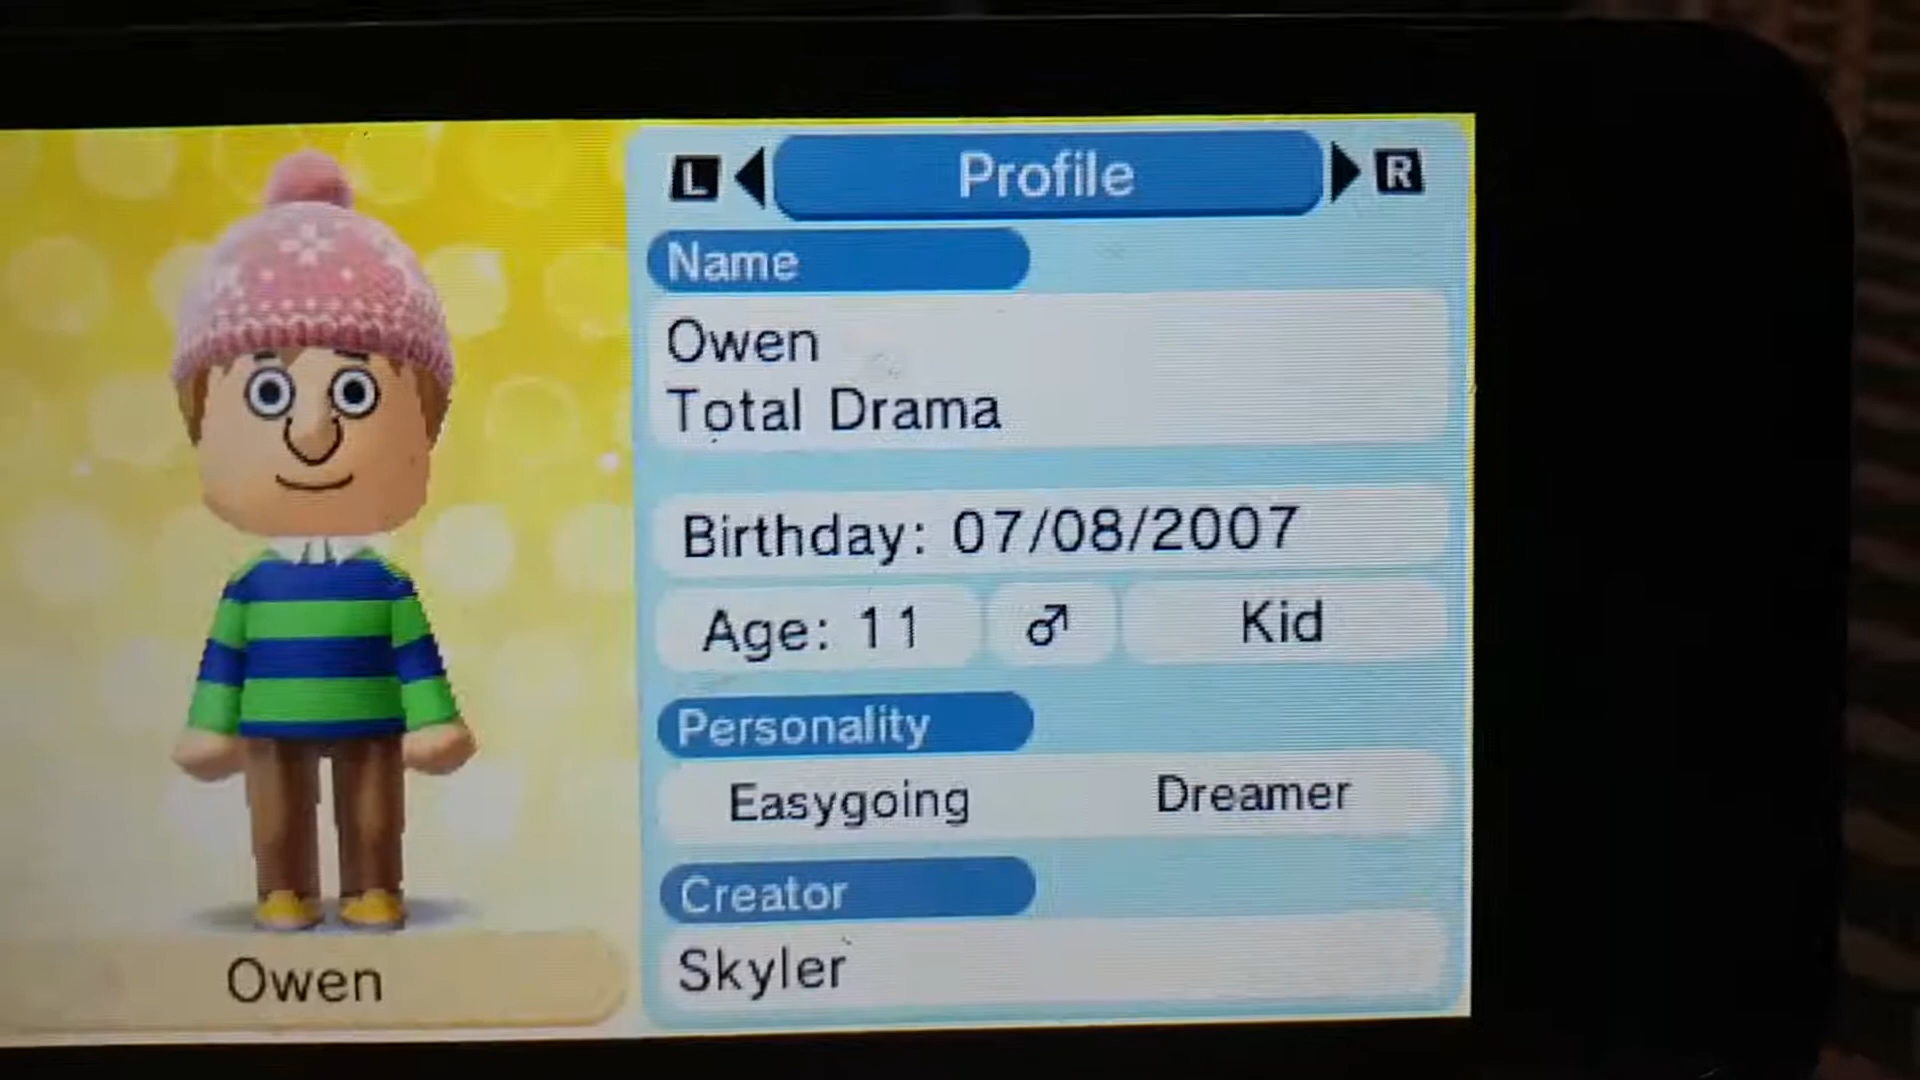 L Profile R
Name
Owen
Total Drama
Birthday: 07/08/2007
Age: 11 ♂ Kid
Personality
Easygoing Dreamer
Creator
Skyler
Owen